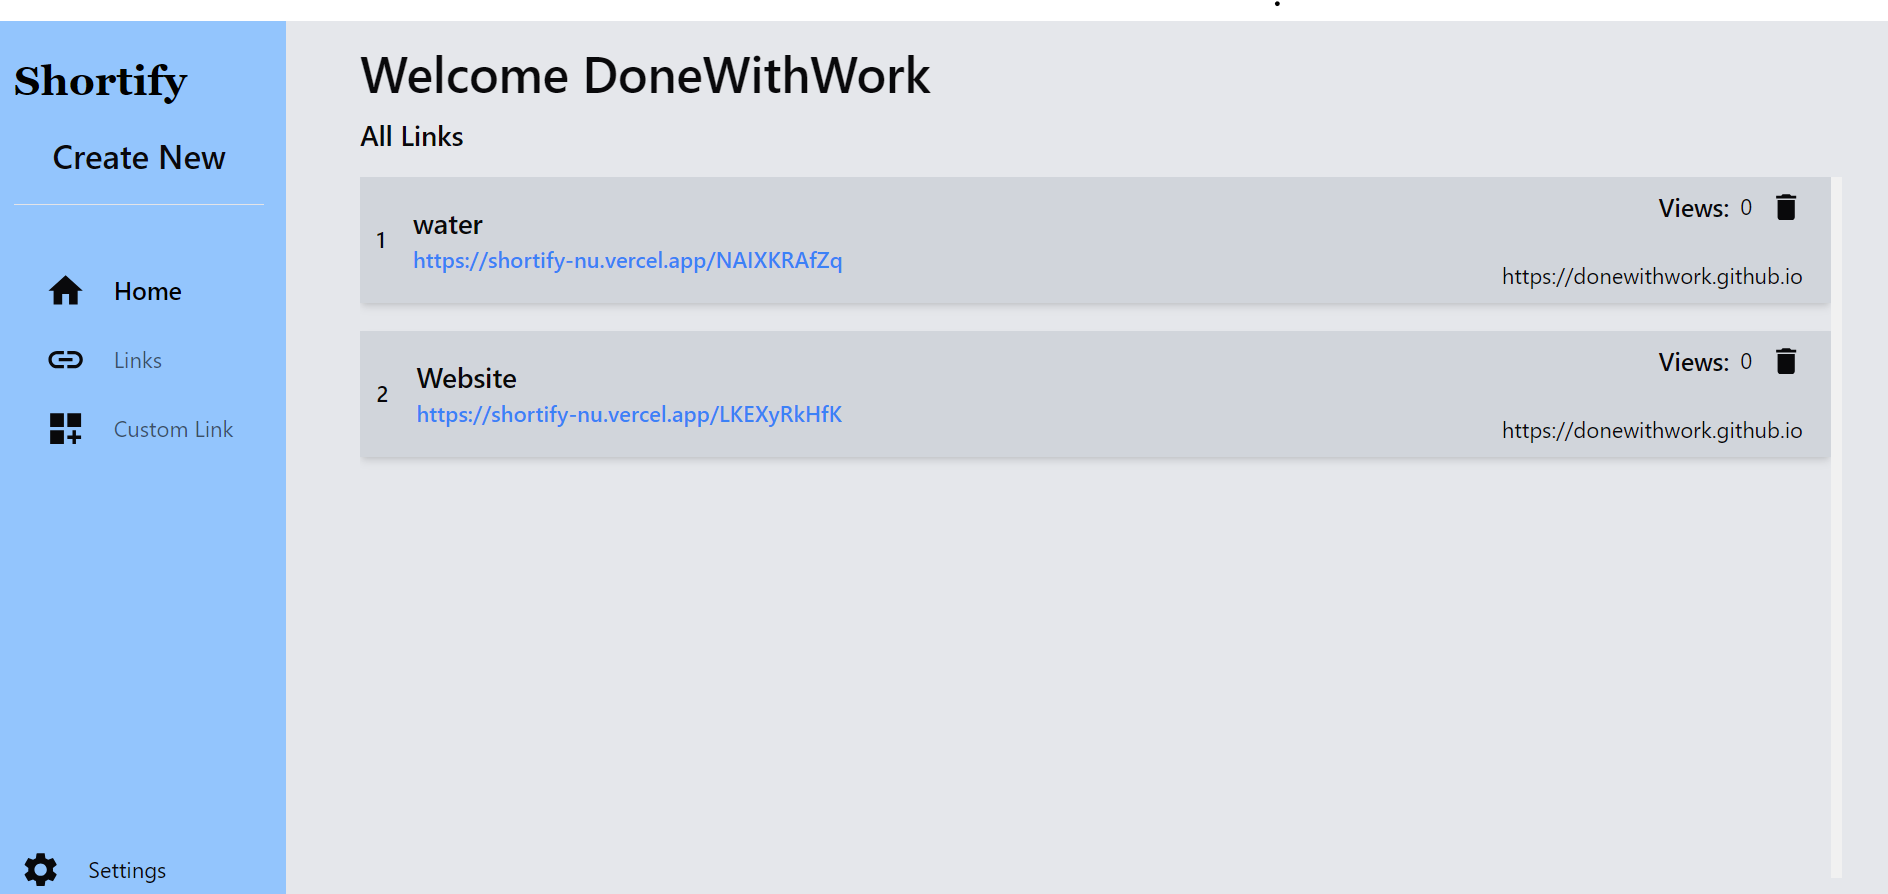 Shortify
Create New
Home
Links
Custom Link
Settings
Welcome DoneWithWork
All Links
1
water
https://shortify-nu.vercel.app/NAIXKRAfZq
Views: 0
https://donewithwork.github.io
2
Website
https://shortify-nu.vercel.app/LKEXyRkHfK
Views: 0
https://donewithwork.github.io